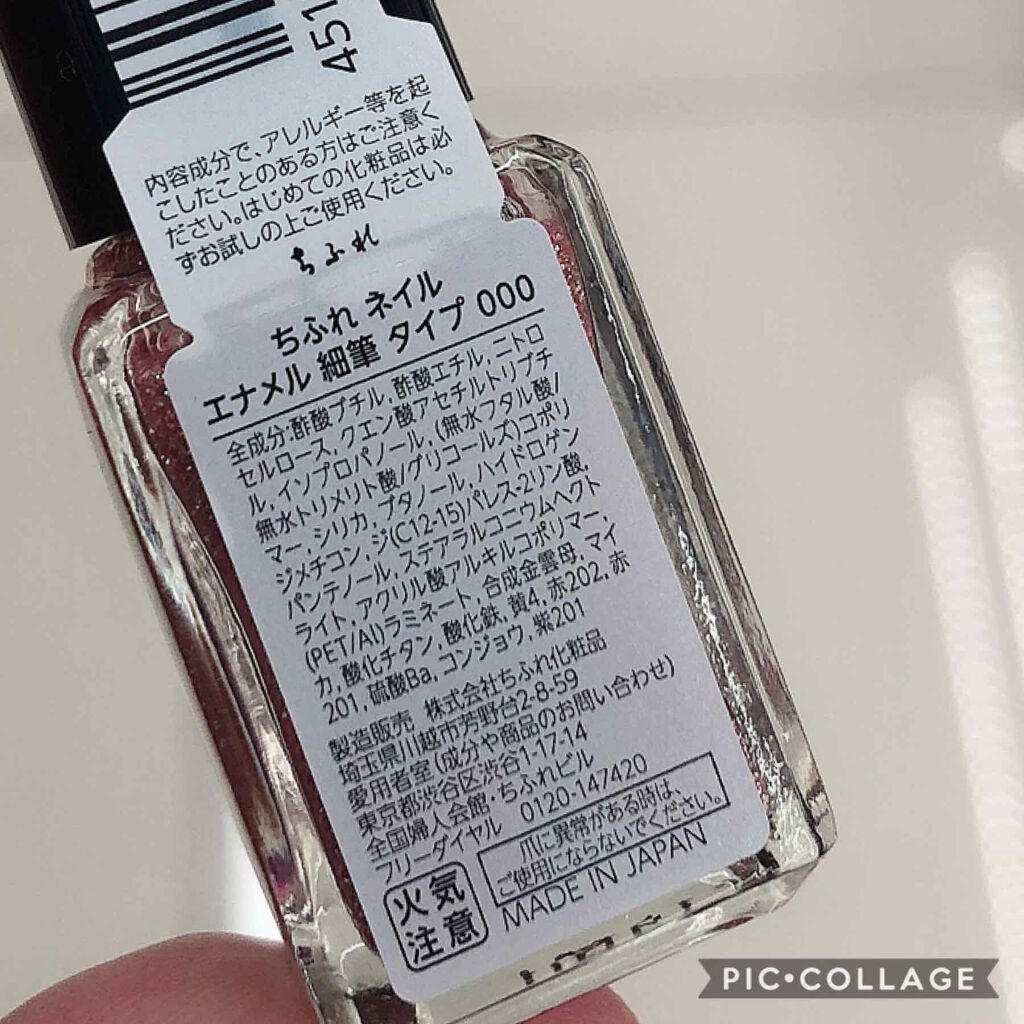 451
内容成分で、アレルギー等を起
こしたことのある方はご注意く
ださい。はじめての化粧品は必
ずお試しの上ご使用ください。
ちふれ
ちふれ ネイル
エナメル 細筆 タイプ 000
全成分:酢酸ブチル, 酢酸エチル, ニトロ
セルロース, クエン酸アセチルトリブチ
ル, イソプロパノール, (無水フタル酸/
無水トリメリト酸/グリコールズ)コポリ
マー, シリカ, ブタノール, ハイドロゲン
ジメチコン, ジ(C12-15)パレス-2リン酸,
パンテノール, ステアラルコニウムヘクト
ライト, アクリル酸アルキルコポリマー,
(PET/Al)ラミネート, 合成金雲母, マイ
カ, 酸化チタン, 酸化鉄, 黄4, 赤202, 赤
201, 硫酸Ba, コンジョウ, 紫201
製造販売 株式会社ちふれ化粧品
埼玉県川越市芳野台2-8-59
愛用者室(成分や商品のお問い合わせ)
東京都渋谷区渋谷1-17-14
全国婦人会館・ちふれビル
フリーダイヤル 0120-147420
爪に異常がある時は、
ご使用にならないでください。
火気
注意
MADE IN JAPAN
PIC•COLLAGE